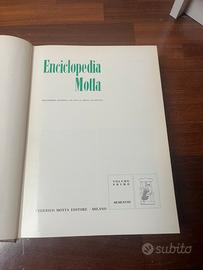 Enciclopedia
Motta
VOLUME
PRIMO
FEDERICO MOTTA EDITORE - MILANO
subito